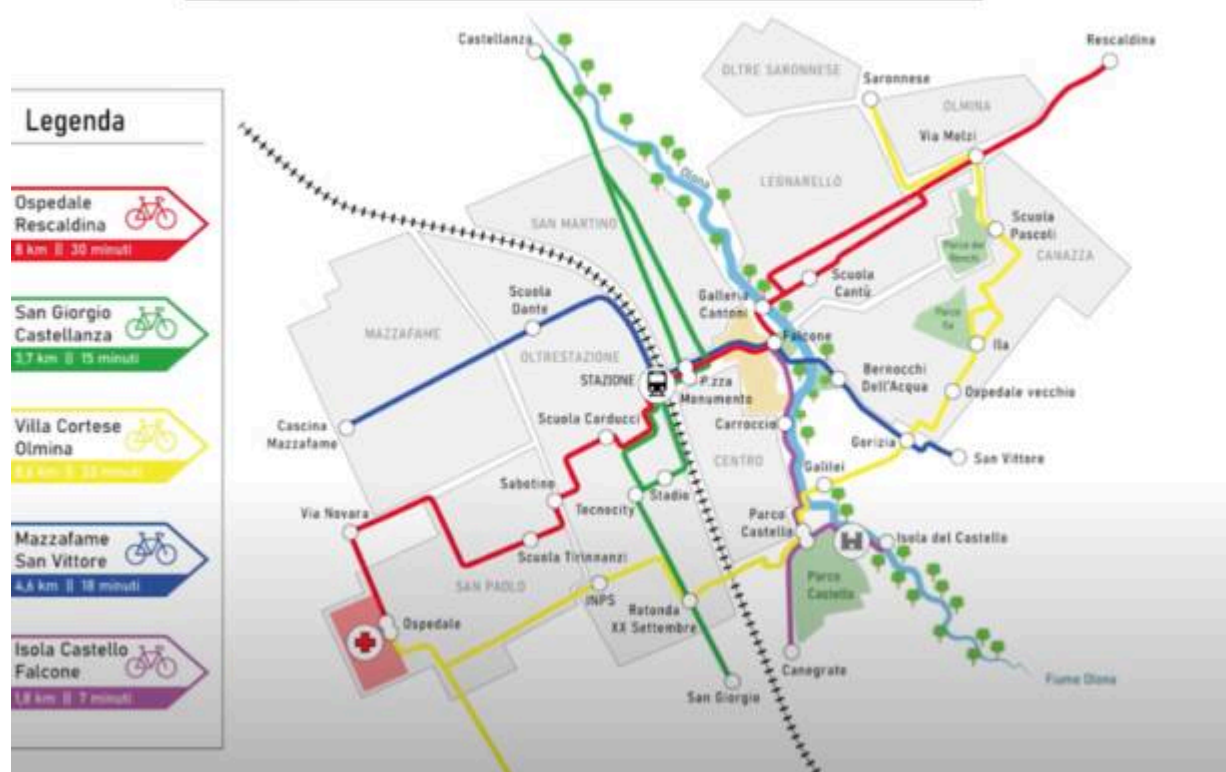 Legenda
Ospedale
Rescaldina
8 km || 30 minuti
San Giorgio
Castellanza
3,7 km || 15 minuti
Villa Cortese
Olmina
Mazzafame
San Vittore
4,6 km || 18 minuti
Isola Castello
Falcone
1,8 km || 7 minuti
Castellanza
Rescaldina
OLTRE SARONNESE
Saronnese
OLMINA
Via Melzi
Olona
LEGNARELLO
SAN MARTINO
Scuola
Pascoli
CANAZZA
Scuola
Cantù
Scuola
Dante
Galleria
Cantoni
MAZZAFAME
OLTRESTAZIONE
Falcone
Parco
Ila
Ila
STAZIONE
P.zza
Monumento
Bernocchi
Dell'Acqua
Ospedale vecchio
Scuola Carducci
Cascina
Mazzafame
Carroccio
Gorizia
San Vittore
CENTRO
Galilei
Sabotino
Stadio
Tecnocity
Via Novara
Parco
Castello
Isola del Castello
Scuola Tirinnanzi
SAN PAOLO
INPS
Parco
Castello
Rotonda
XX Settembre
Ospedale
Canegrate
San Giorgio
Fiume Olona